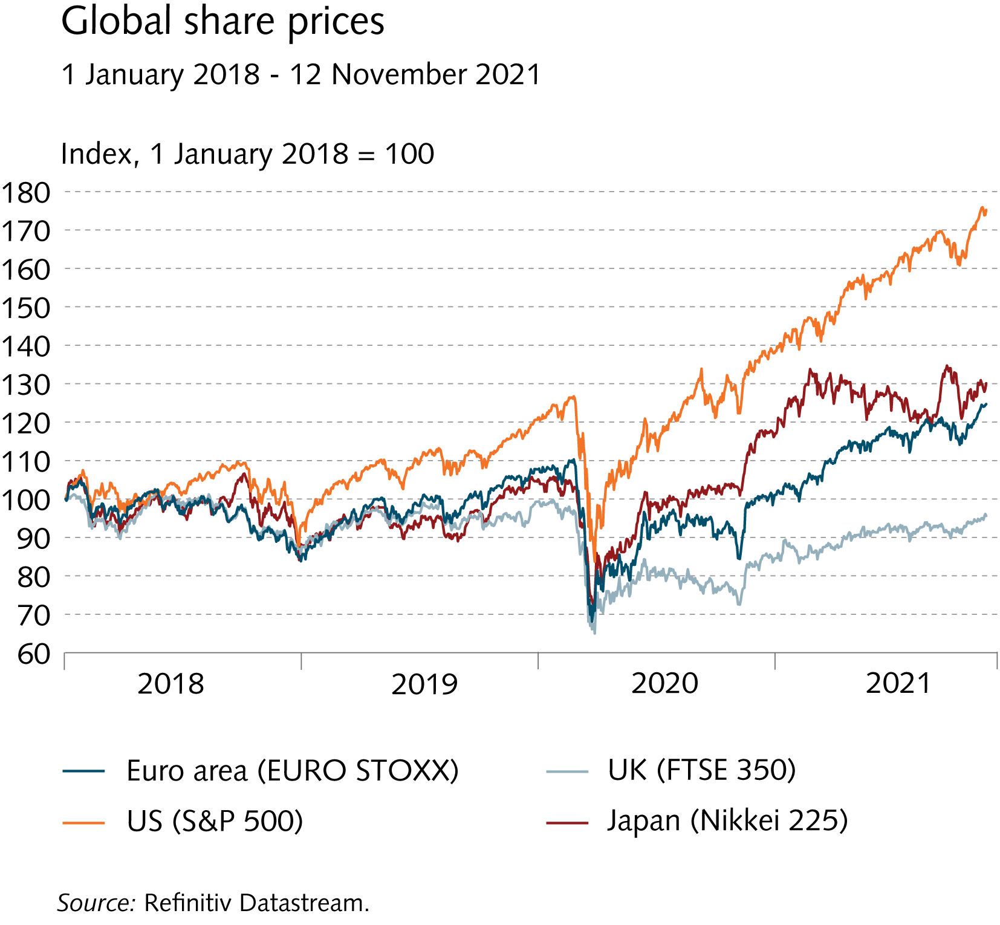 Global share prices
1 January 2018 - 12 November 2021
Index, 1 January 2018 = 100
180
170
160
150
140
130
120
110
100
90
80
70
60
2018 2019 2020 2021
Euro area (EURO STOXX) UK (FTSE 350)
US (S&P 500) Japan (Nikkei 225)
Source: Refinitiv Datastream.